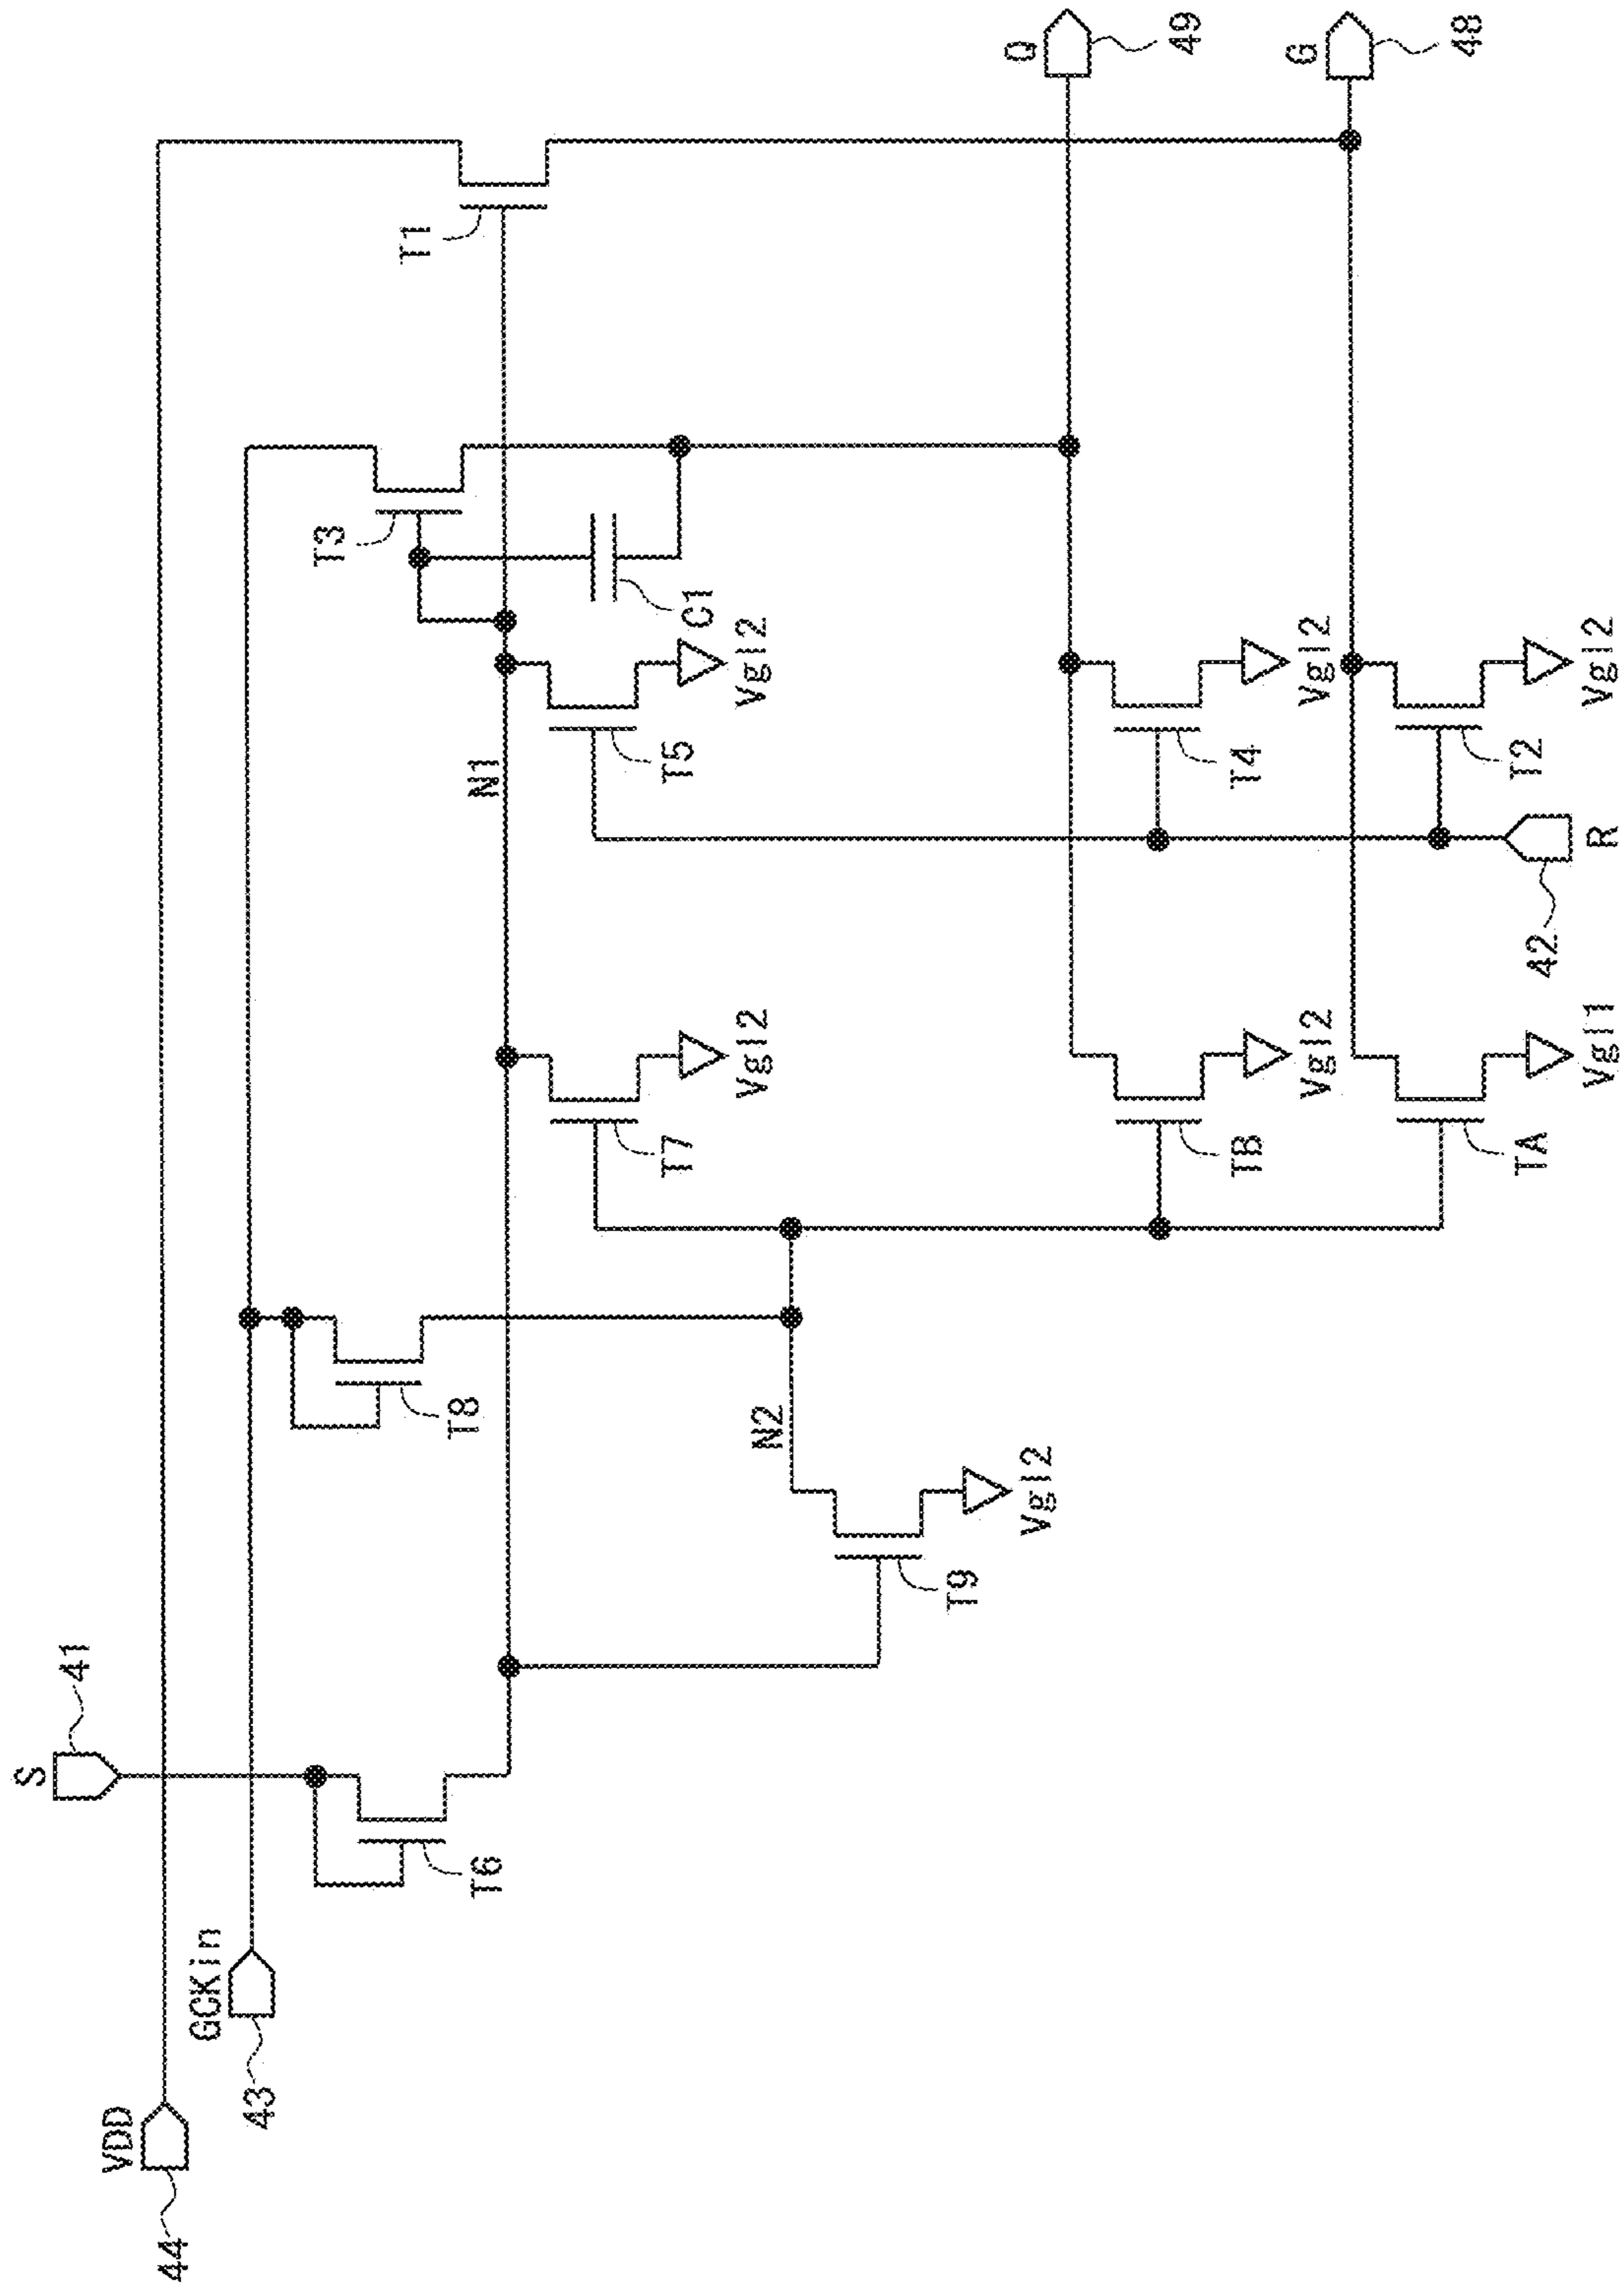 VDD
44
GCKin
43
S
41
T6
T8
N1
T3
T1
C1
T5
Vgl2
T7
Vgl2
N2
T9
Vgl2
Q
49
T4
Vgl2
TB
Vgl2
G
48
T2
Vgl2
TA
Vgl1
42
R